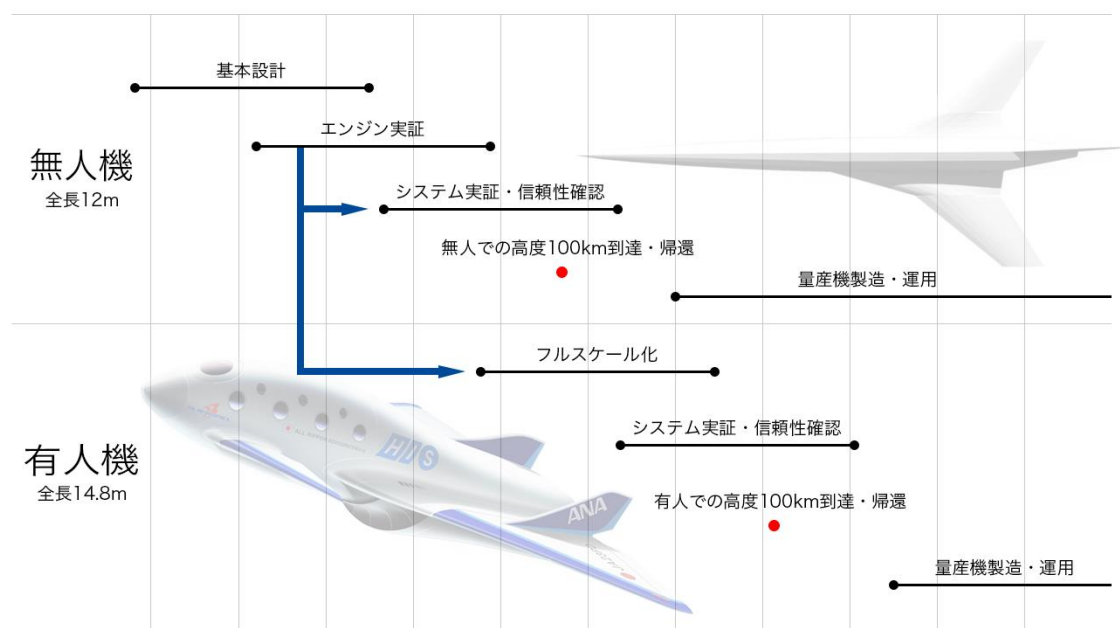 基本設計
エンジン実証
無人機
全長12m
システム実証・信頼性確認
無人での高度100km到達・帰還
量産機製造・運用
フルスケール化
HIS
システム実証・信頼性確認
有人機
全長14.8m
有人での高度100km到達・帰還
ANA
量産機製造・運用